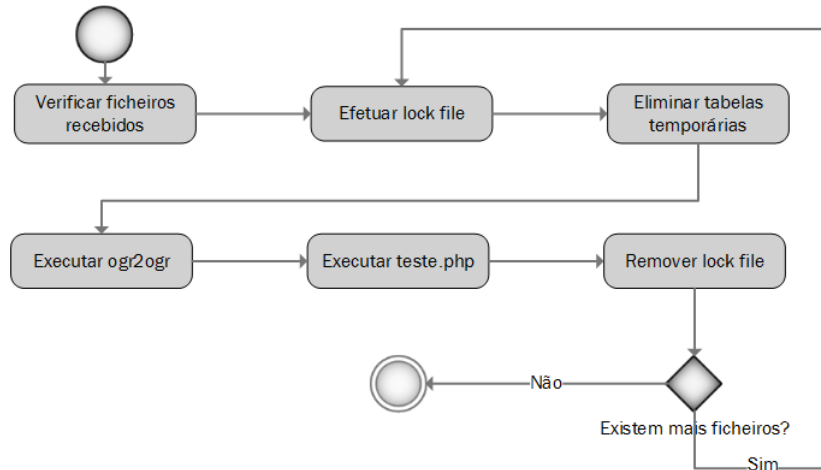 Verificar ficheiros
recebidos
Efetuar lock file
Eliminar tabelas
temporárias
Executar ogr2ogr
Executar teste.php
Remover lock file
Não
Existem mais ficheiros?
Sim